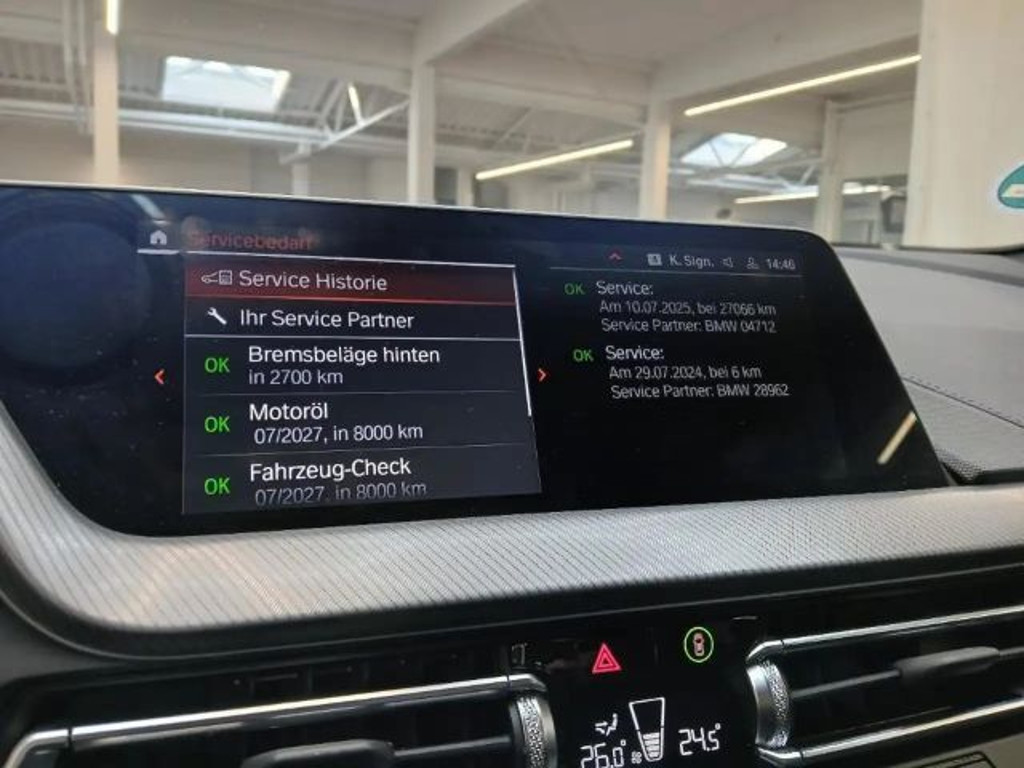 Servicebedarf
K. Sign. 14:46
Service Historie
Ihr Service Partner
OK Bremsbeläge hinten
in 2700 km
OK Motoröl
07/2027, in 8000 km
OK Fahrzeug-Check
07/2027, in 8000 km
OK Service:
Am 10.07.2025, bei 27066 km
Service Partner: BMW 04712
OK Service:
Am 29.07.2024, bei 6 km
Service Partner: BMW 28962
26.0°
24.5°